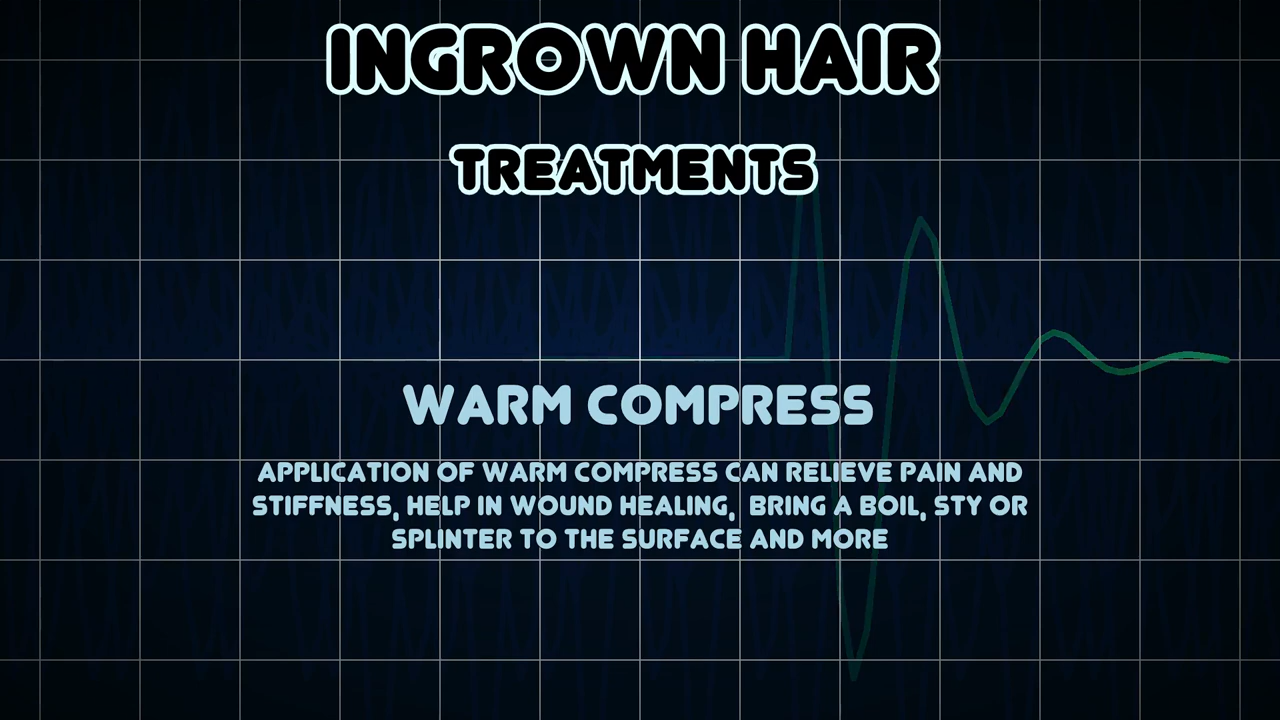 INGROWN HAIR
TREATMENTS
WARM COMPRESS
APPLICATION OF WARM COMPRESS CAN RELIEVE PAIN AND
STIFFNESS, HELP IN WOUND HEALING,  BRING A BOIL, STY OR
SPLINTER TO THE SURFACE AND MORE